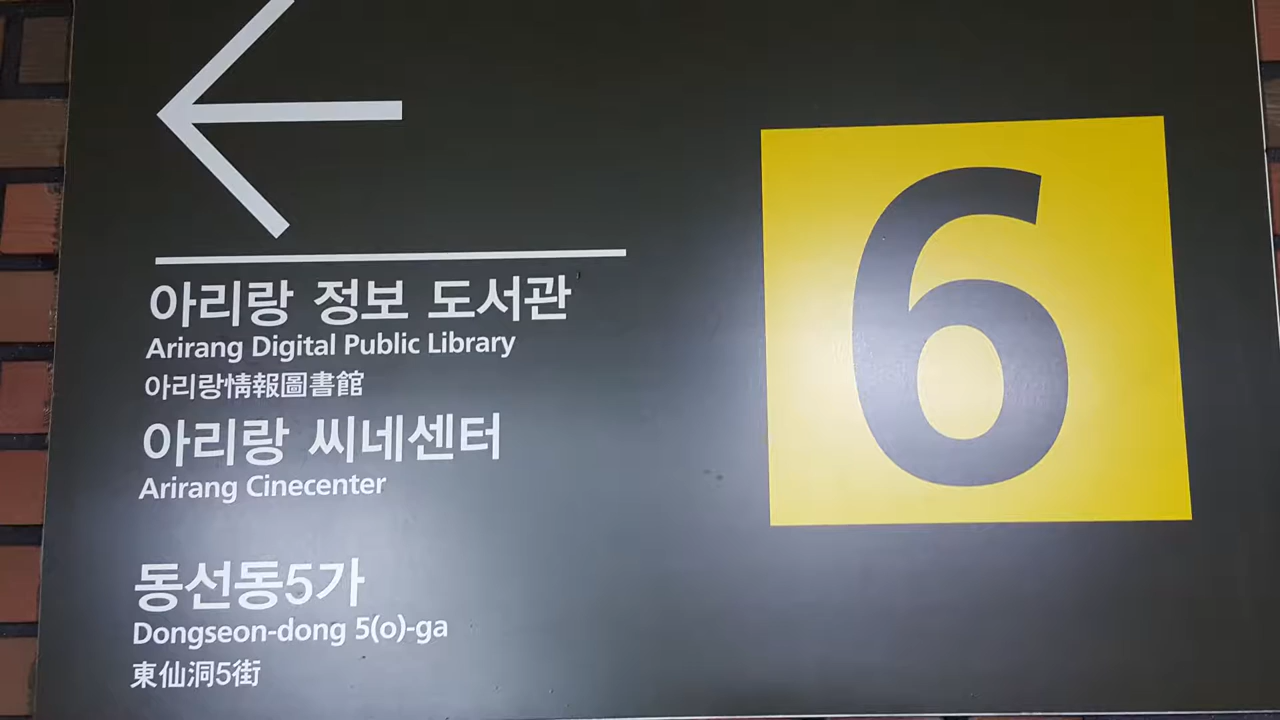 아리랑 정보 도서관
Arirang Digital Public Library
아리랑情報圖書館
아리랑 씨네센터
Arirang Cinecenter
동선동5가
Dongseon-dong 5(o)-ga
東仙洞5街
6